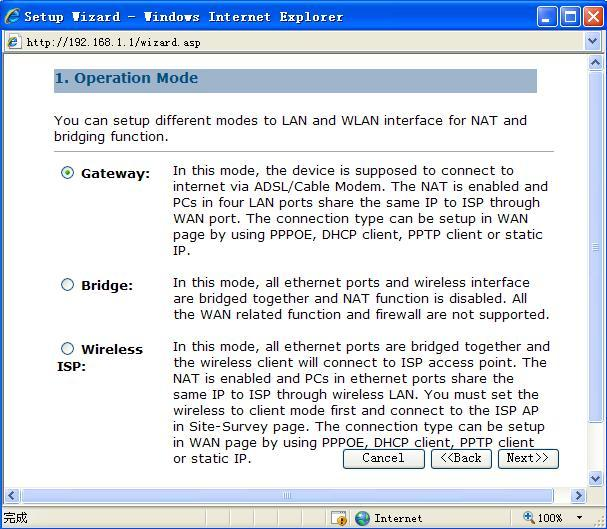 Setup Wizard - Windows Internet Explorer
http://192.168.1.1/wizard.asp
1. Operation Mode
You can setup different modes to LAN and WLAN interface for NAT and
bridging function.
Gateway:
In this mode, the device is supposed to connect to
internet via ADSL/Cable Modem. The NAT is enabled and
PCs in four LAN ports share the same IP to ISP through
WAN port. The connection type can be setup in WAN
page by using PPPOE, DHCP client, PPTP client or static
IP.
Bridge:
In this mode, all ethernet ports and wireless interface
are bridged together and NAT function is disabled. All
the WAN related function and firewall are not supported.
Wireless
ISP:
In this mode, all ethernet ports are bridged together and
the wireless client will connect to ISP access point. The
NAT is enabled and PCs in ethernet ports share the
same IP to ISP through wireless LAN. You must set the
wireless to client mode first and connect to the ISP AP
in Site-Survey page. The connection type can be setup
in WAN page by using PPPOE, DHCP client, PPTP client
or static IP.
Cancel
<<Back
Next>>
完成
Internet
100%